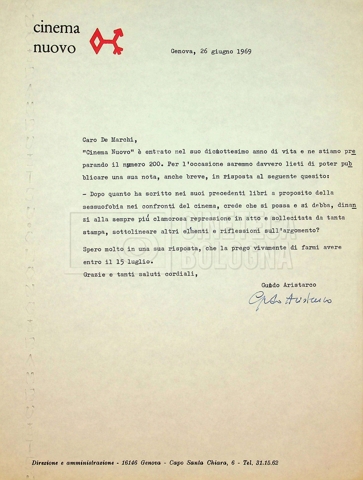 cinema
nuovo
Genova, 26 giugno 1969
Caro De Marchi,
"Cinema Nuovo" è entrato nel suo diciottesimo anno di vita e ne stiamo pre
parando il numero 200. Per l'occasione saremmo davvero lieti di poter pub
blicare una sua nota, anche breve, in risposta al seguente quesito:
- Dopo quanto ha scritto nei suoi precedenti libri a proposito della
sessuofobia nei confronti del cinema, crede che si possa e si debba, dinan
si alla sempre più clamorosa repressione in atto e sollecitata da tanta
stampa, sottolineare altri elementi e riflessioni sull'argomento?
Spero molto in una sua risposta, che la prego vivamente di farmi avere
entro il 15 luglio.
Grazie e tanti saluti cordiali,
Guido Aristarco
Guido Aristarco
BOLOGNA
Direzione e amministrazione - 16146 Genova - Capo Santa Chiara, 6 - Tel. 31.15.62